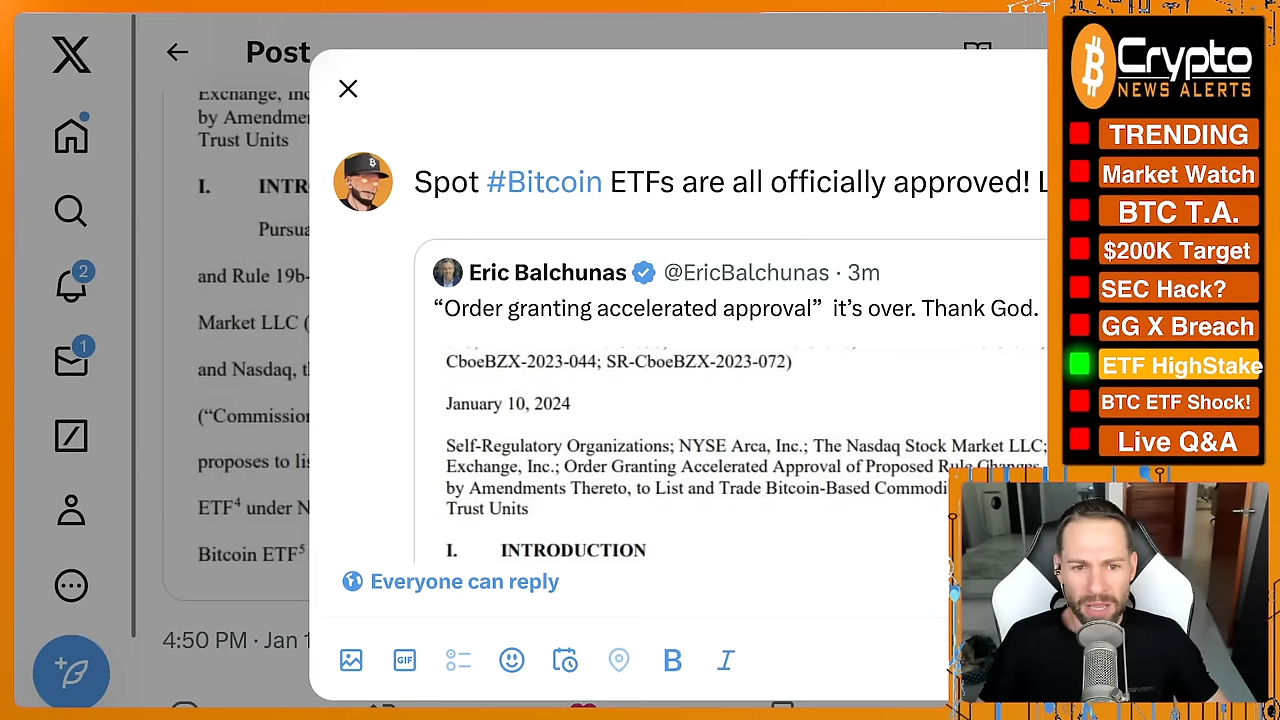 Post
Exchange, Inc
by Amendme
Trust Units
I. INTR
Pursua
and Rule 19b-
Market LLC (
and Nasdaq, t
(“Commission
proposes to lis
ETF4 under N
Bitcoin ETF5
4:50 PM · Jan 1
2
1
Spot #Bitcoin ETFs are all officially approved! L
Eric Balchunas @EricBalchunas · 3m
“Order granting accelerated approval” it’s over. Thank God.
CboeBZX-2023-044; SR-CboeBZX-2023-072)
January 10, 2024
Self-Regulatory Organizations; NYSE Arca, Inc.; The Nasdaq Stock Market LLC;
Exchange, Inc.; Order Granting Accelerated Approval of Proposed Rule Changes
by Amendments Thereto, to List and Trade Bitcoin-Based Commodi
Trust Units
I. INTRODUCTION
Everyone can reply
GIF
B I
Crypto
NEWS ALERTS
TRENDING
Market Watch
BTC T.A.
$200K Target
SEC Hack?
GG X Breach
ETF HighStake
BTC ETF Shock!
Live Q&A